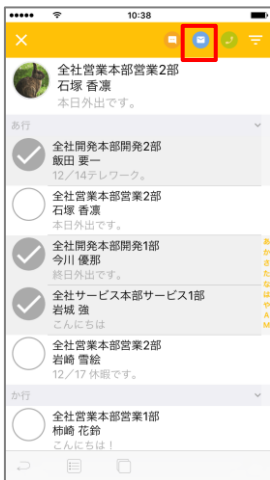 10:38
全社営業本部営業2部
石塚 香凛
本日外出です。
あ行
全社開発本部開発2部
飯田 要一
12/14テレワーク。
全社営業本部営業2部
石塚 香凛
本日外出です。
全社開発本部開発1部
今川 優那
終日外出です。
全社サービス本部サービス1部
岩城 強
こんにちは
全社営業本部営業2部
岩崎 雪絵
12/17 休暇です。
か行
全社営業本部営業1部
柿崎 花鈴
こんにちは！
あ
か
さ
た
な
は
や
A
M